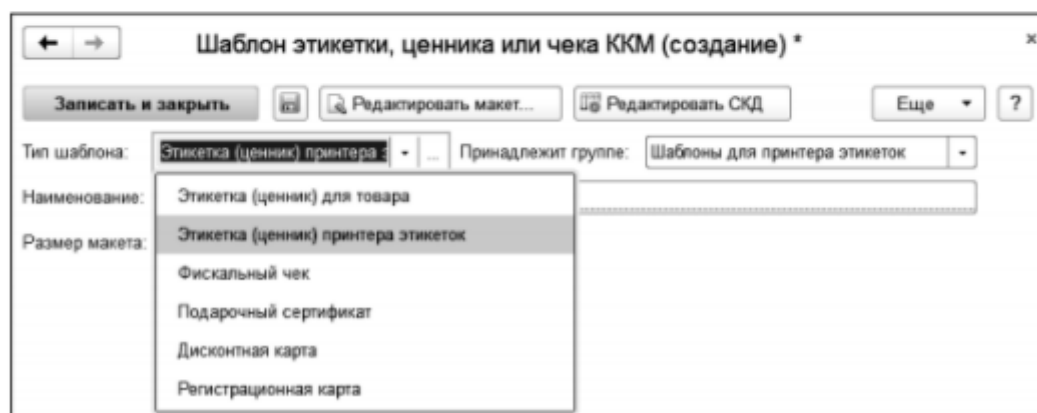 Шаблон этикетки, ценника или чека ККМ (создание) *
Записать и закрыть Редактировать макет... Редактировать СКД Еще ?
Тип шаблона: Этикетка (ценник) принтера э ... Принадлежит группе: Шаблоны для принтера этикеток
Наименование:
Этикетка (ценник) для товара
Размер макета:
Этикетка (ценник) принтера этикеток
Фискальный чек
Подарочный сертификат
Дисконтная карта
Регистрационная карта